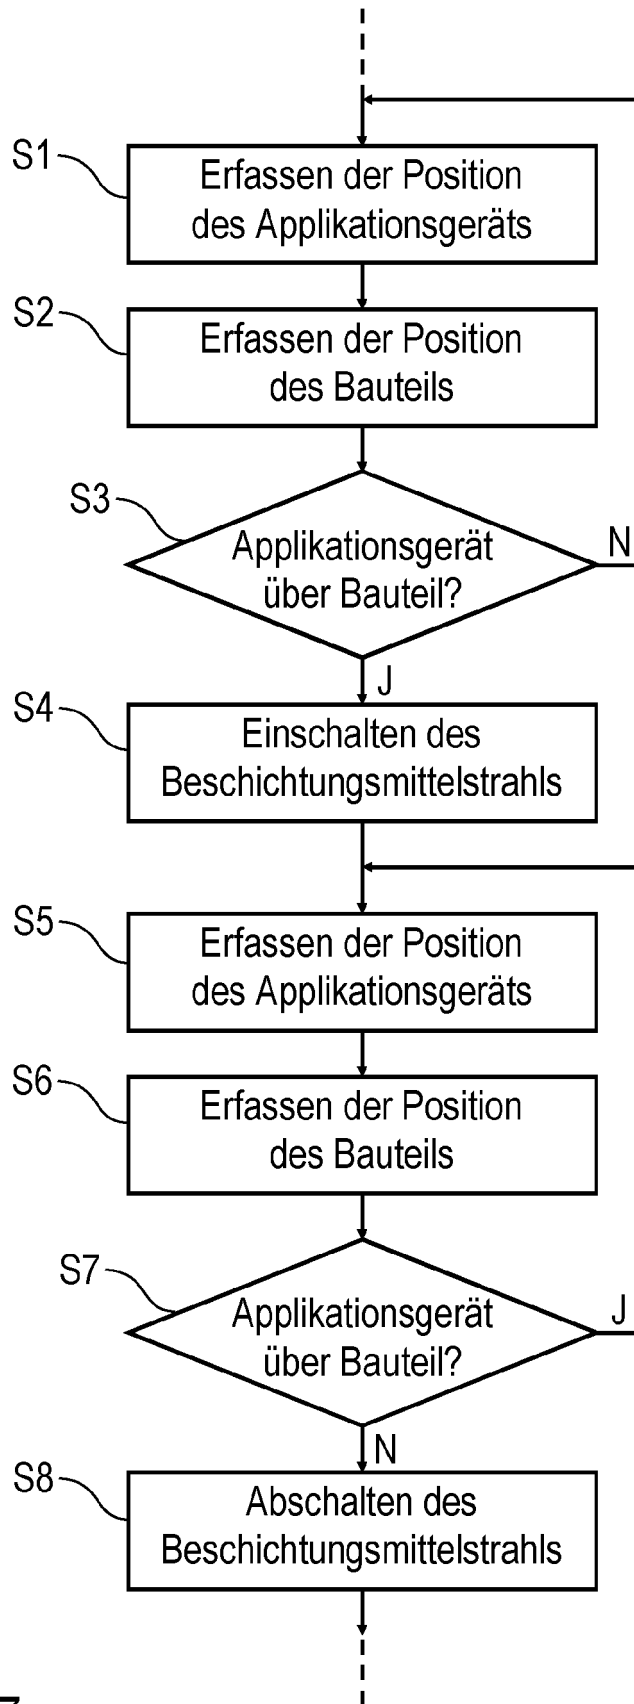 S1
Erfassen der Position
des Applikationsgeräts
S2
Erfassen der Position
des Bauteils
S3
Applikationsgerät
über Bauteil?
N
J
S4
Einschalten des
Beschichtungsmittelstrahls
S5
Erfassen der Position
des Applikationsgeräts
S6
Erfassen der Position
des Bauteils
S7
Applikationsgerät
über Bauteil?
J
N
S8
Abschalten des
Beschichtungsmittelstrahls